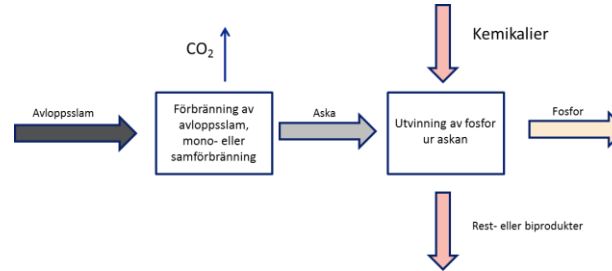 CO2
Kemikalier
Avloppsslam
Förbränning av
avloppsslam,
mono- eller
samförbränning
Aska
Utvinning av fosfor
ur askan
Fosfor
Rest- eller biprodukter